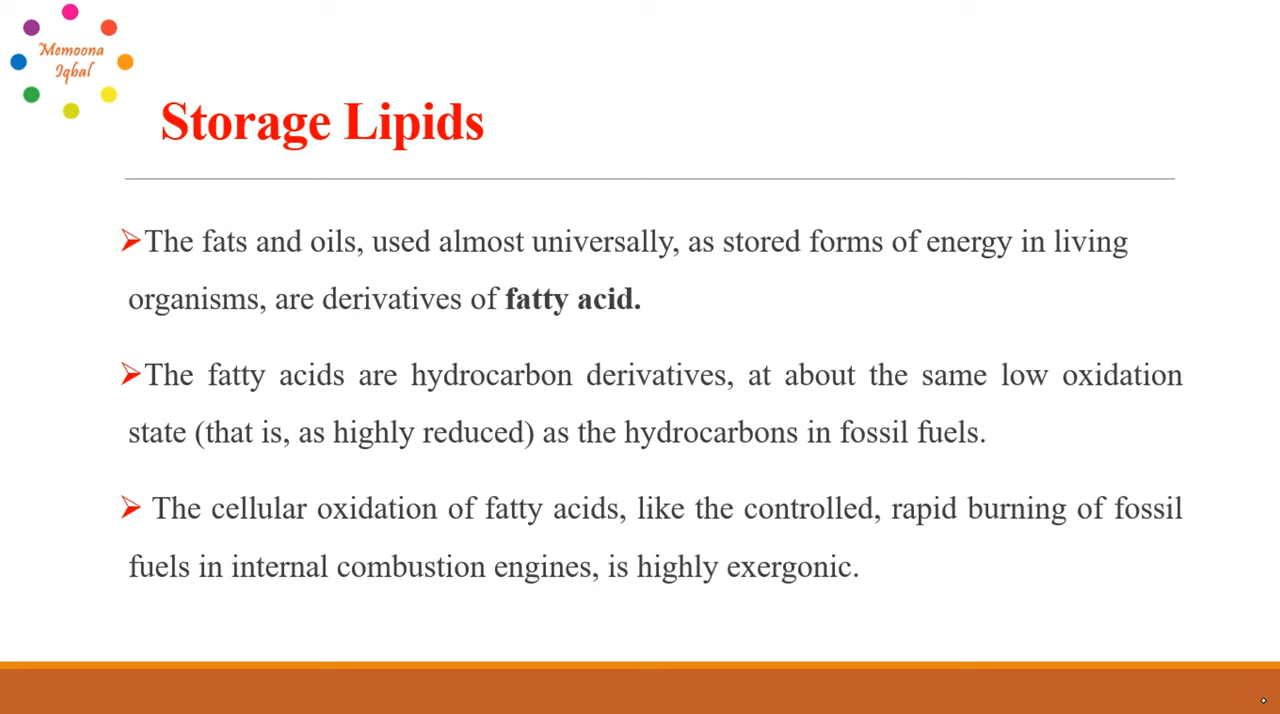 Memoona
Iqbal
Storage Lipids
The fats and oils, used almost universally, as stored forms of energy in living
organisms, are derivatives of fatty acid.
The fatty acids are hydrocarbon derivatives, at about the same low oxidation
state (that is, as highly reduced) as the hydrocarbons in fossil fuels.
The cellular oxidation of fatty acids, like the controlled, rapid burning of fossil
fuels in internal combustion engines, is highly exergonic.